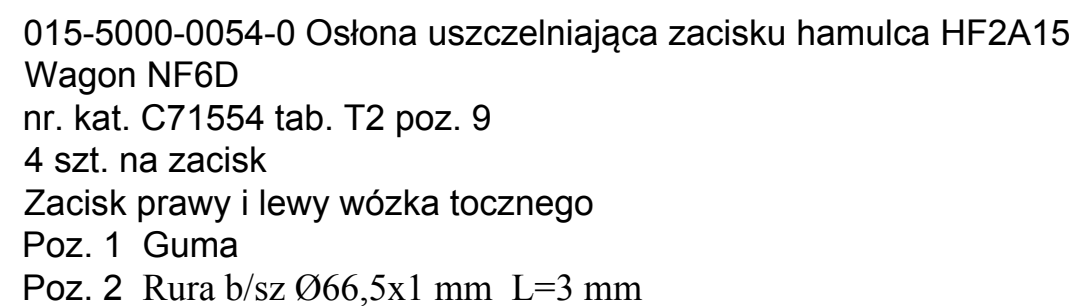 015-5000-0054-0 Osłona uszczelniająca zacisku hamulca HF2A15
Wagon NF6D
nr. kat. C71554 tab. T2 poz. 9
4 szt. na zacisk
Zacisk prawy i lewy wózka tocznego
Poz. 1 Guma
Poz. 2 Rura b/sz Ø66,5x1 mm L=3 mm